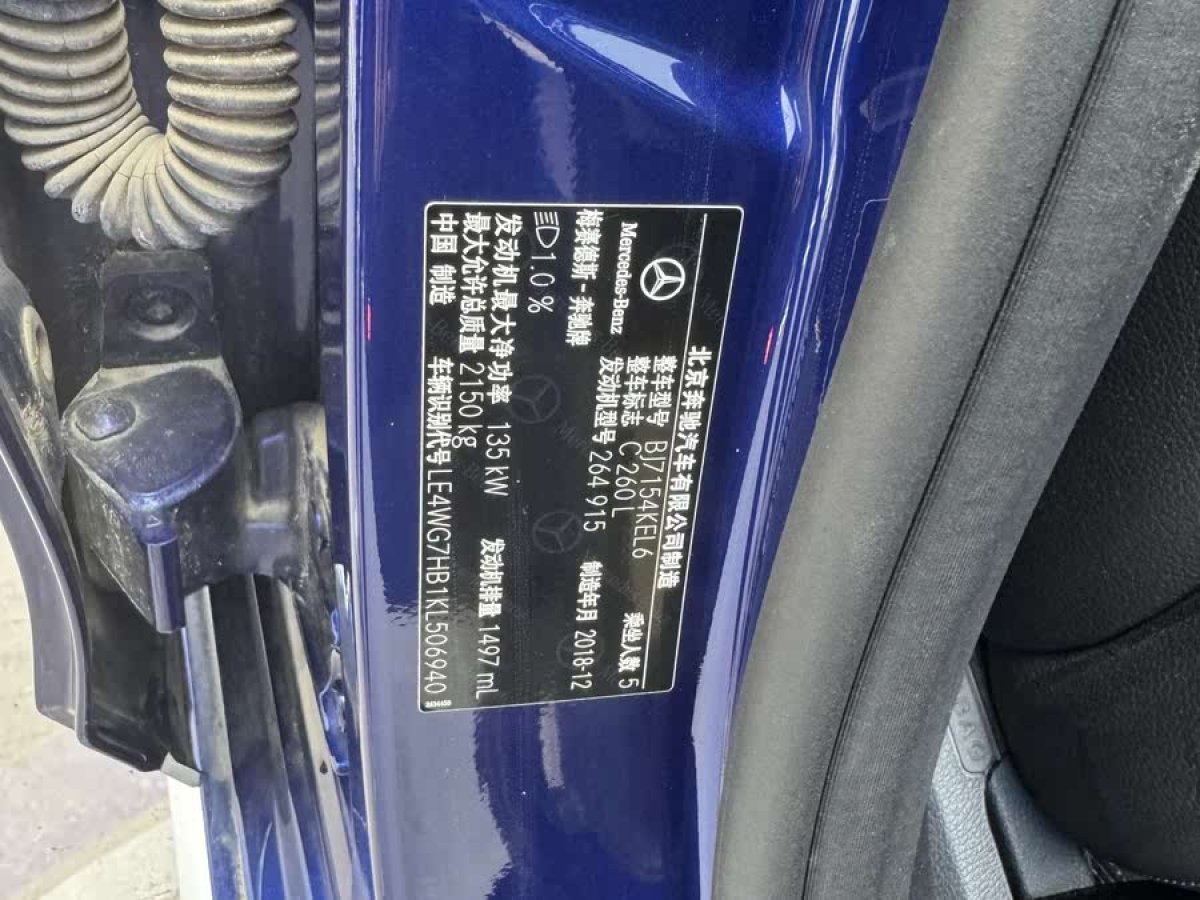 北京奔驰汽车有限公司制造
Mercedes-Benz
梅赛德斯-奔驰牌
整车型号 BJ7154KEL6
整车标志 C 260 L 乘坐人数 5
发动机型号 264 915 制造年月 2018-12
1.0 %
发动机最大净功率 135 kW 发动机排量 1497 mL
最大允许总质量 2150 kg
中国 制造 车辆识别代号 LE4WG7HB1KL506940